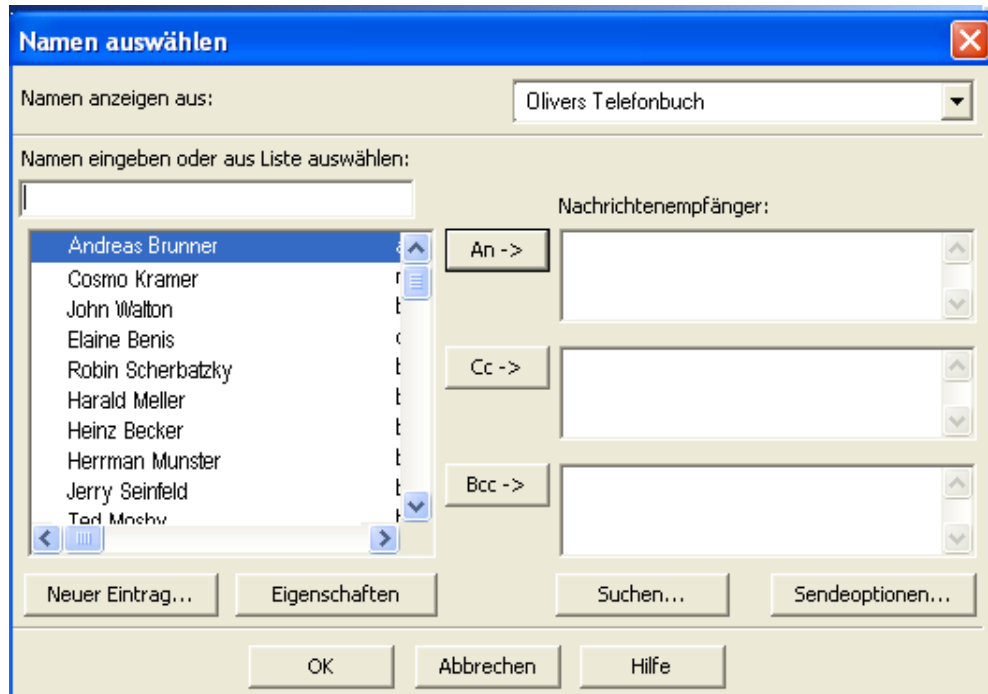 Namen auswählen
Namen anzeigen aus:
Olivers Telefonbuch
Namen eingeben oder aus Liste auswählen:
Nachrichtenempfänger:
Andreas Brunner
Cosmo Kramer
John Walton
Elaine Benis
Robin Scherbatzky
Harald Meller
Heinz Becker
Herrman Munster
Jerry Seinfeld
Ted Mosby
An ->
Cc ->
Bcc ->
Neuer Eintrag...
Eigenschaften
Suchen...
Sendeoptionen...
OK
Abbrechen
Hilfe